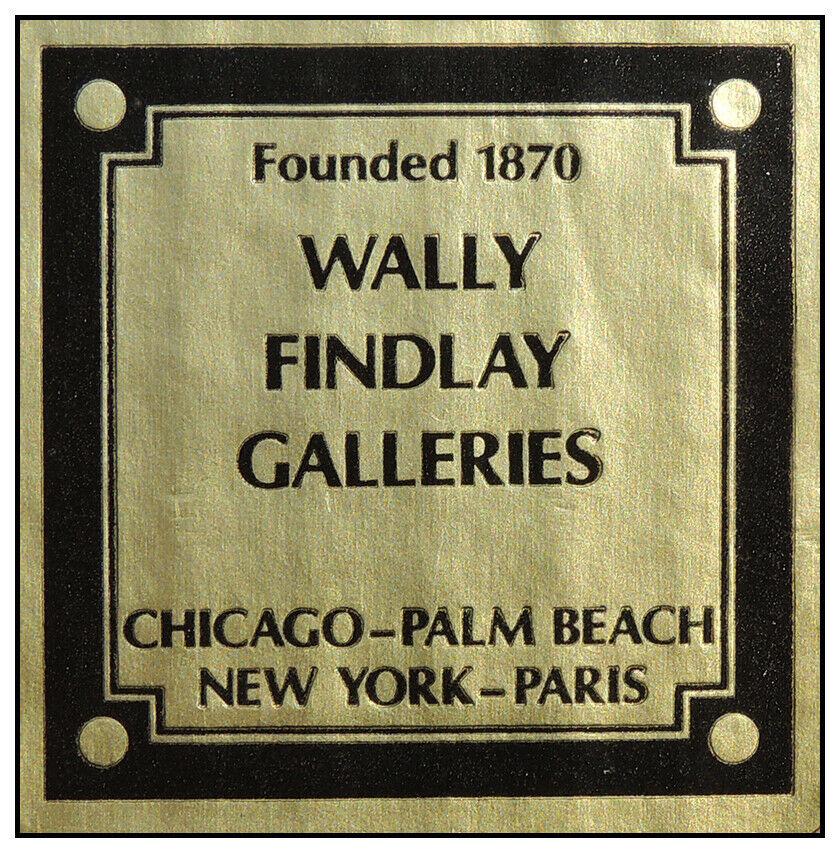 Founded 1870
WALLY
FINDLAY
GALLERIES
CHICAGO–PALM BEACH
NEW YORK–PARIS